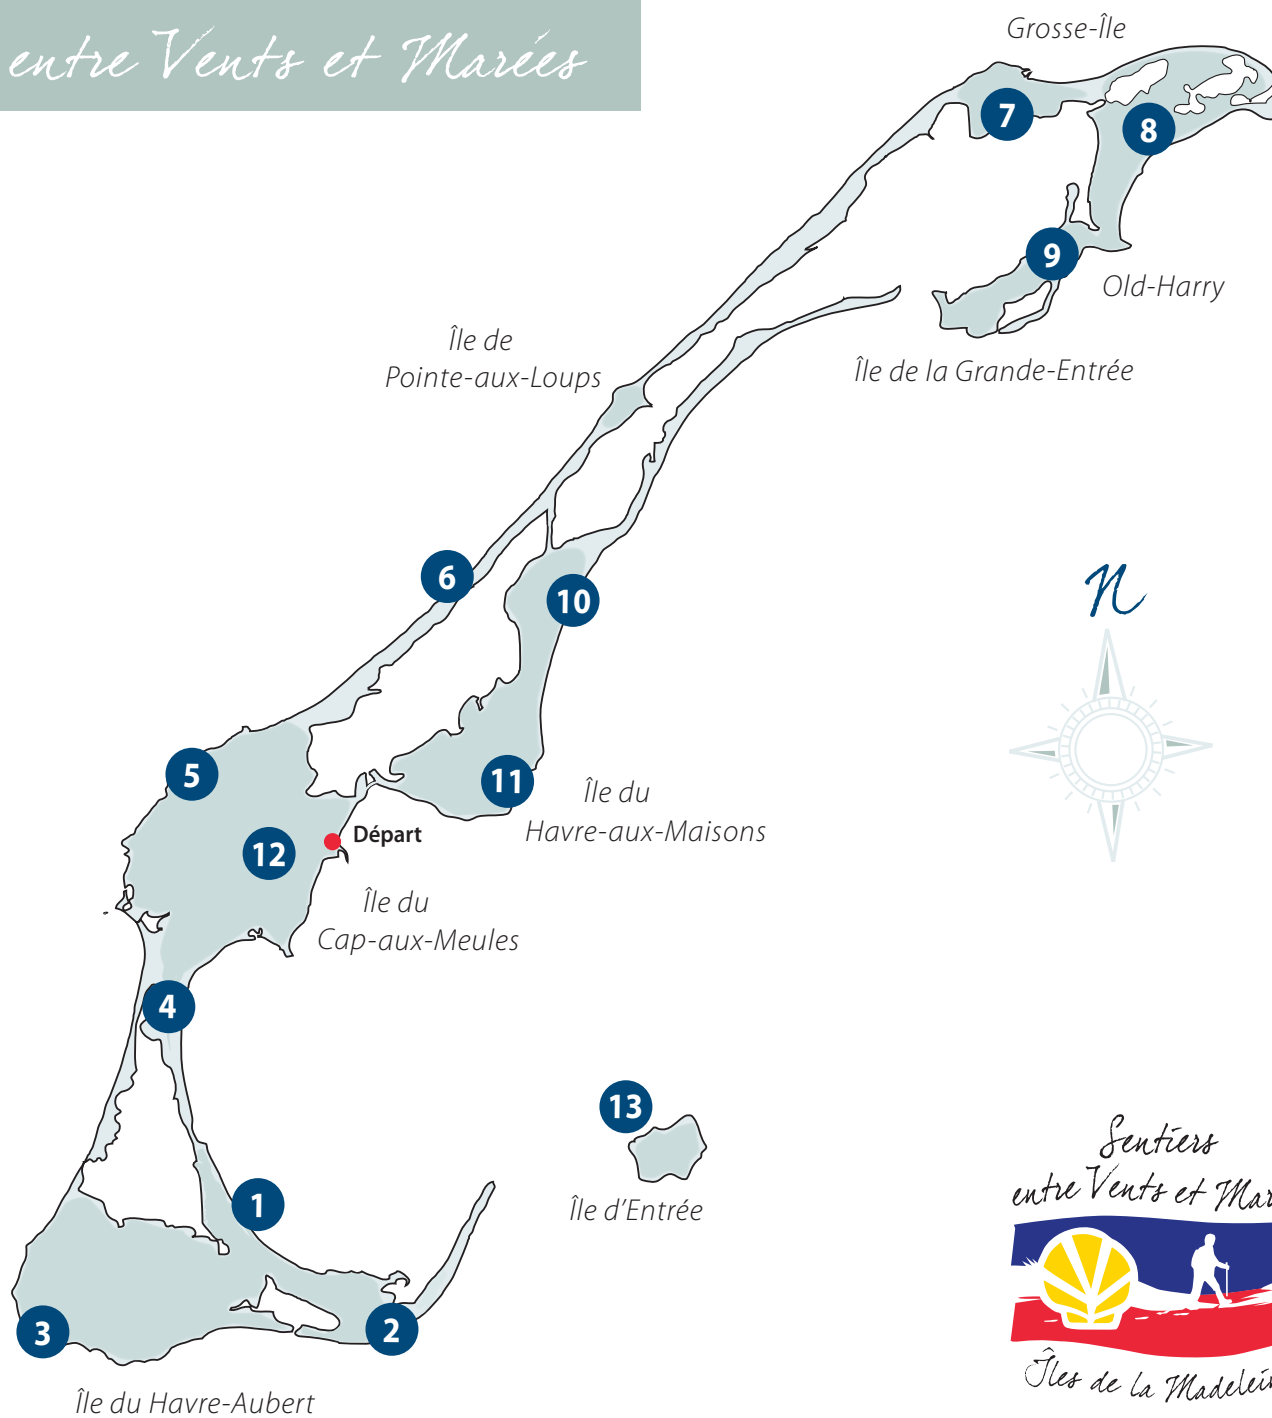 entre Vents et Marées
Grosse-Île
7
8
9
Old-Harry
Île de
Pointe-aux-Loups
Île de la Grande-Entrée
6
10
N
5
11
Île du
Havre-aux-Maisons
Départ
12
Île du
Cap-aux-Meules
4
13
Île d'Entrée
1
2
3
Île du Havre-Aubert
Sentiers
entre Vents et Mar
Îles de la Madelein